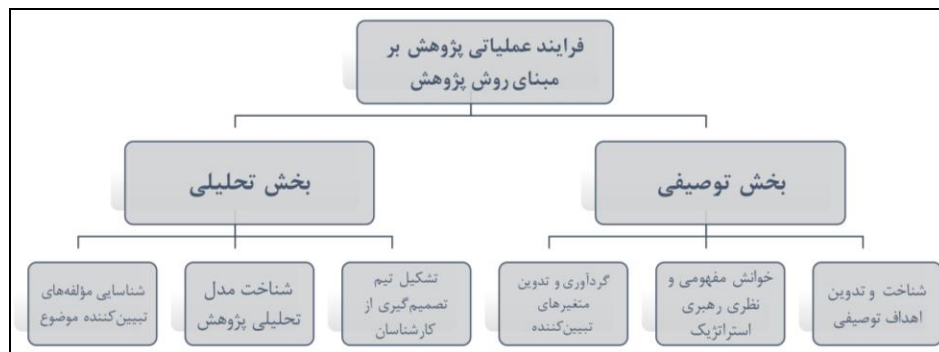 فرایند عملیاتی پژوهش بر
مبنای روش پژوهش
بخش توصیفی
بخش تحلیلی
شناخت و تدوین
اهداف توصیفی
خوانش مفهومی و
نظری رهبری
استراتژیک
گردآوری و تدوین
متغیرهای
تبیین‌کننده
تشکیل تیم
تصمیم‌گیری از
کارشناسان
شناخت مدل
تحلیلی پژوهش
شناسایی مؤلفه‌های
تبیین‌کننده موضوع